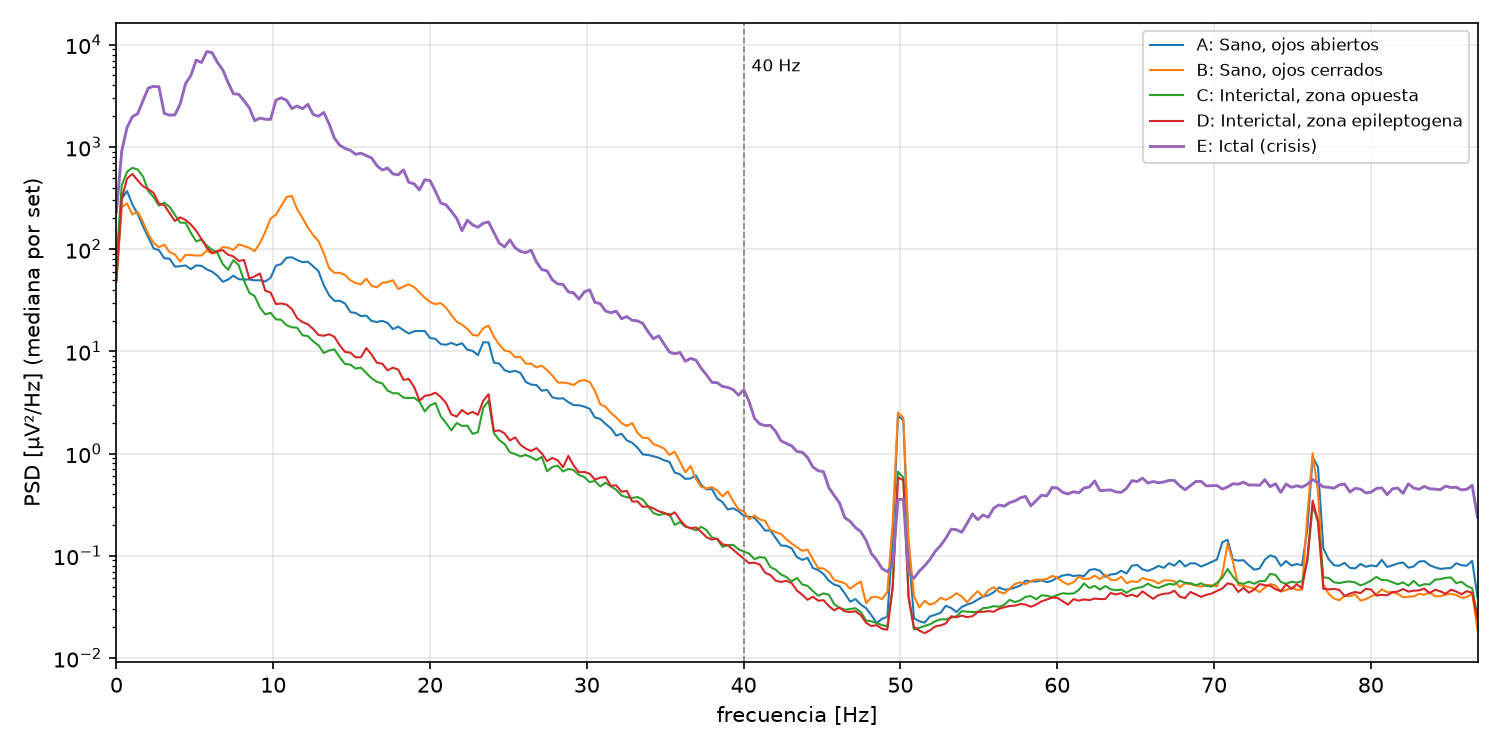 10⁴
10³
10²
10¹
10⁰
10⁻¹
10⁻²
PSD [µV²/Hz] (mediana por set)
40 Hz
A: Sano, ojos abiertos
B: Sano, ojos cerrados
C: Interictal, zona opuesta
D: Interictal, zona epileptogena
E: Ictal (crisis)
0 10 20 30 40 50 60 70 80
frecuencia [Hz]